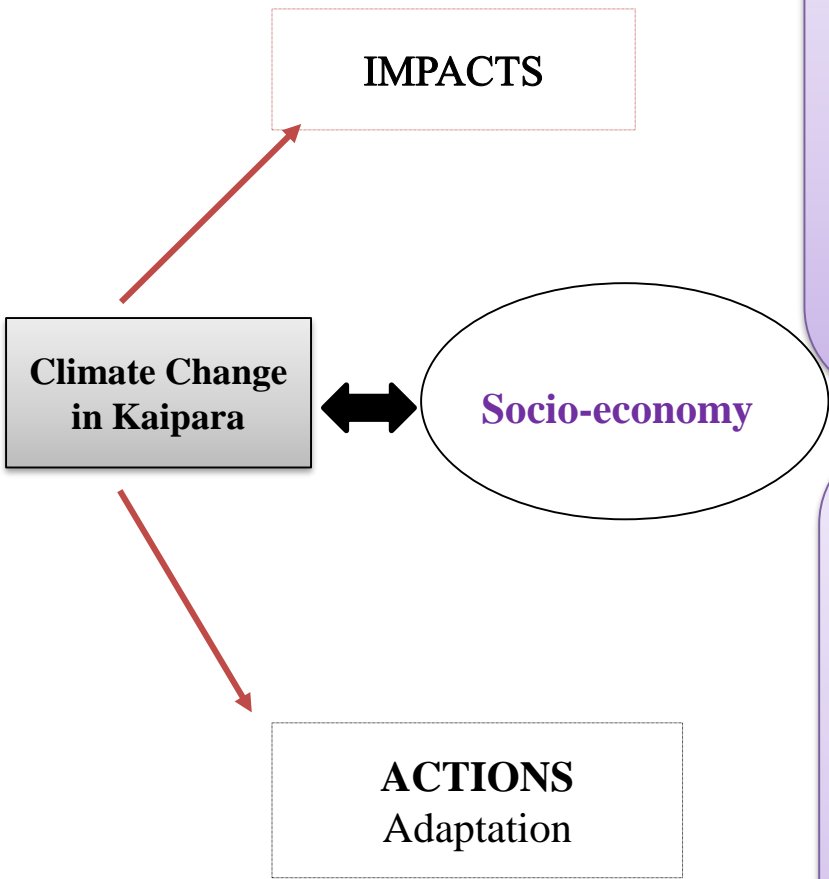 IMPACTS
Climate Change
in Kaipara
Socio-economy
ACTIONS
Adaptation